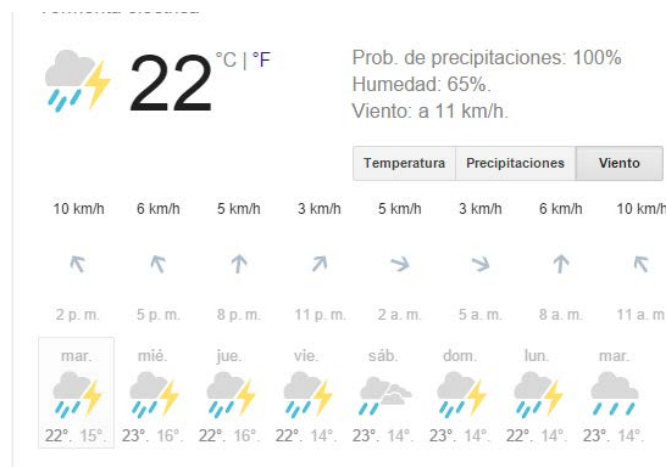 22 °C | °F
Prob. de precipitaciones: 100%
Humedad: 65%.
Viento: a 11 km/h.
Temperatura Precipitaciones Viento
10 km/h 6 km/h 5 km/h 3 km/h 5 km/h 3 km/h 6 km/h 10 km/h
2 p. m. 5 p. m. 8 p. m. 11 p. m. 2 a. m. 5 a. m. 8 a. m. 11 a. m
mar. mié. jue. vie. sáb. dom. lun. mar.
22°. 15°. 23°. 16°. 22°. 16°. 22°. 14°. 23°. 14°. 23°. 14°. 22°. 14°. 23°. 14°.